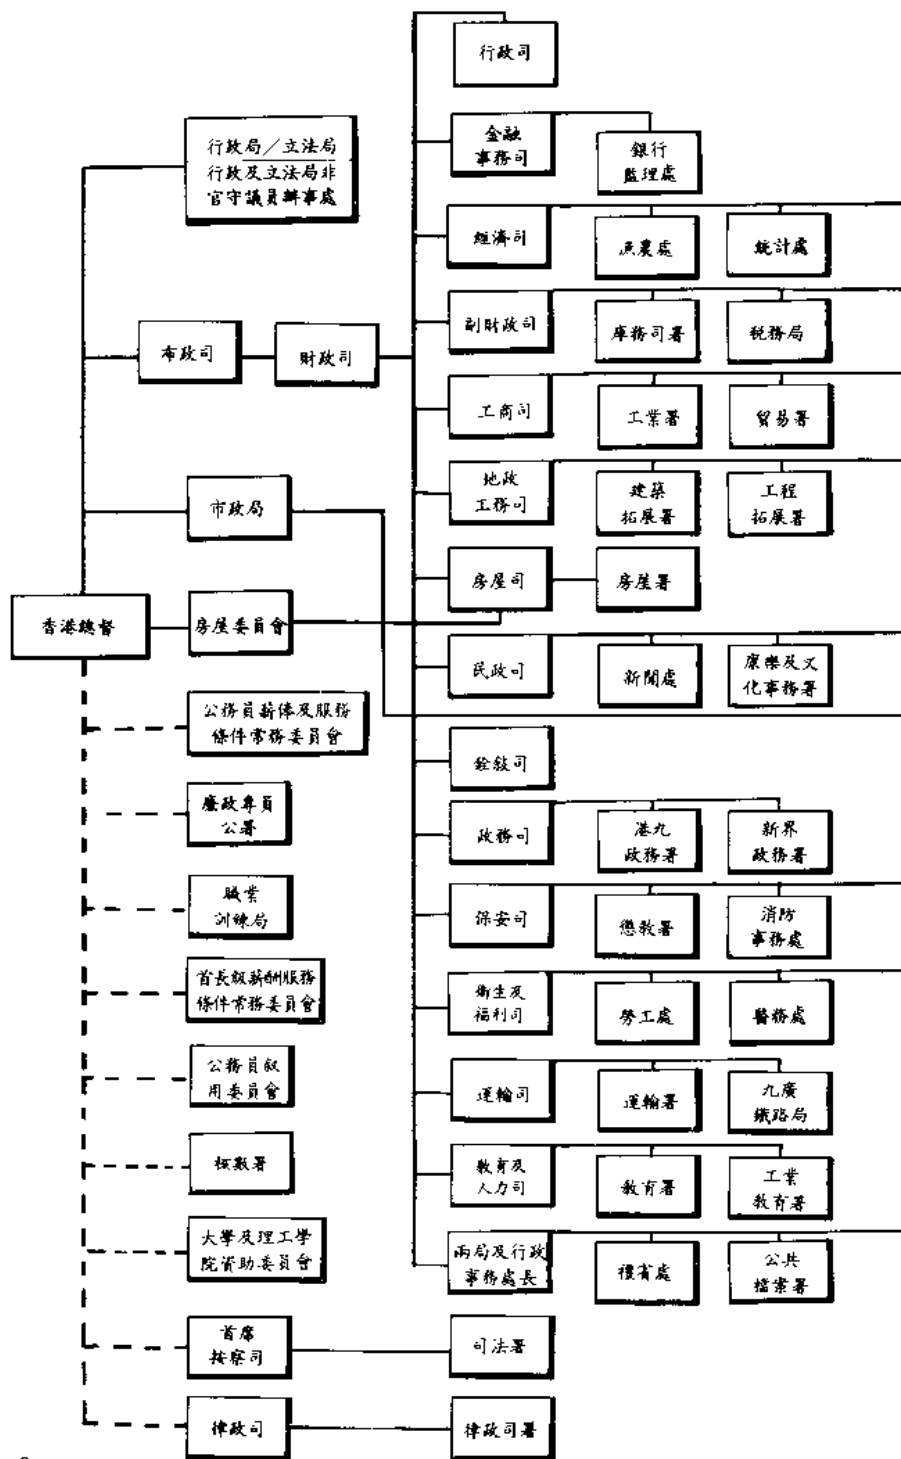 行政司
金融
事務司
銀行
監理處
行政局／立法局
行政及立法局非
官守議員辦事處
經濟司
漁農處
統計處
副財政司
庫務司署
稅務局
布政司
財政司
工商司
工業署
貿易署
地政
工務司
建築
拓展署
工程
拓展署
市政局
房屋司
房屋署
香港總督
房屋委員會
民政司
新聞處
康樂及文
化事務署
公務員薪俸及服務
條件常務委員會
銓敍司
廉政專員
公署
政務司
港九
政務署
新界
政務署
職業
訓練局
保安司
懲教署
消防
事務處
首長級薪酬服務
條件常務委員會
衞生及
福利司
勞工處
醫務處
公務員敍
用委員會
運輸司
運輸署
九廣
鐵路局
核數署
教育及
人力司
教育署
工業
教育署
大學及理工學
院資助委員會
兩局及行政
事務處長
禮賓處
公共
檔案署
首席
按察司
司法署
律政司
律政司署